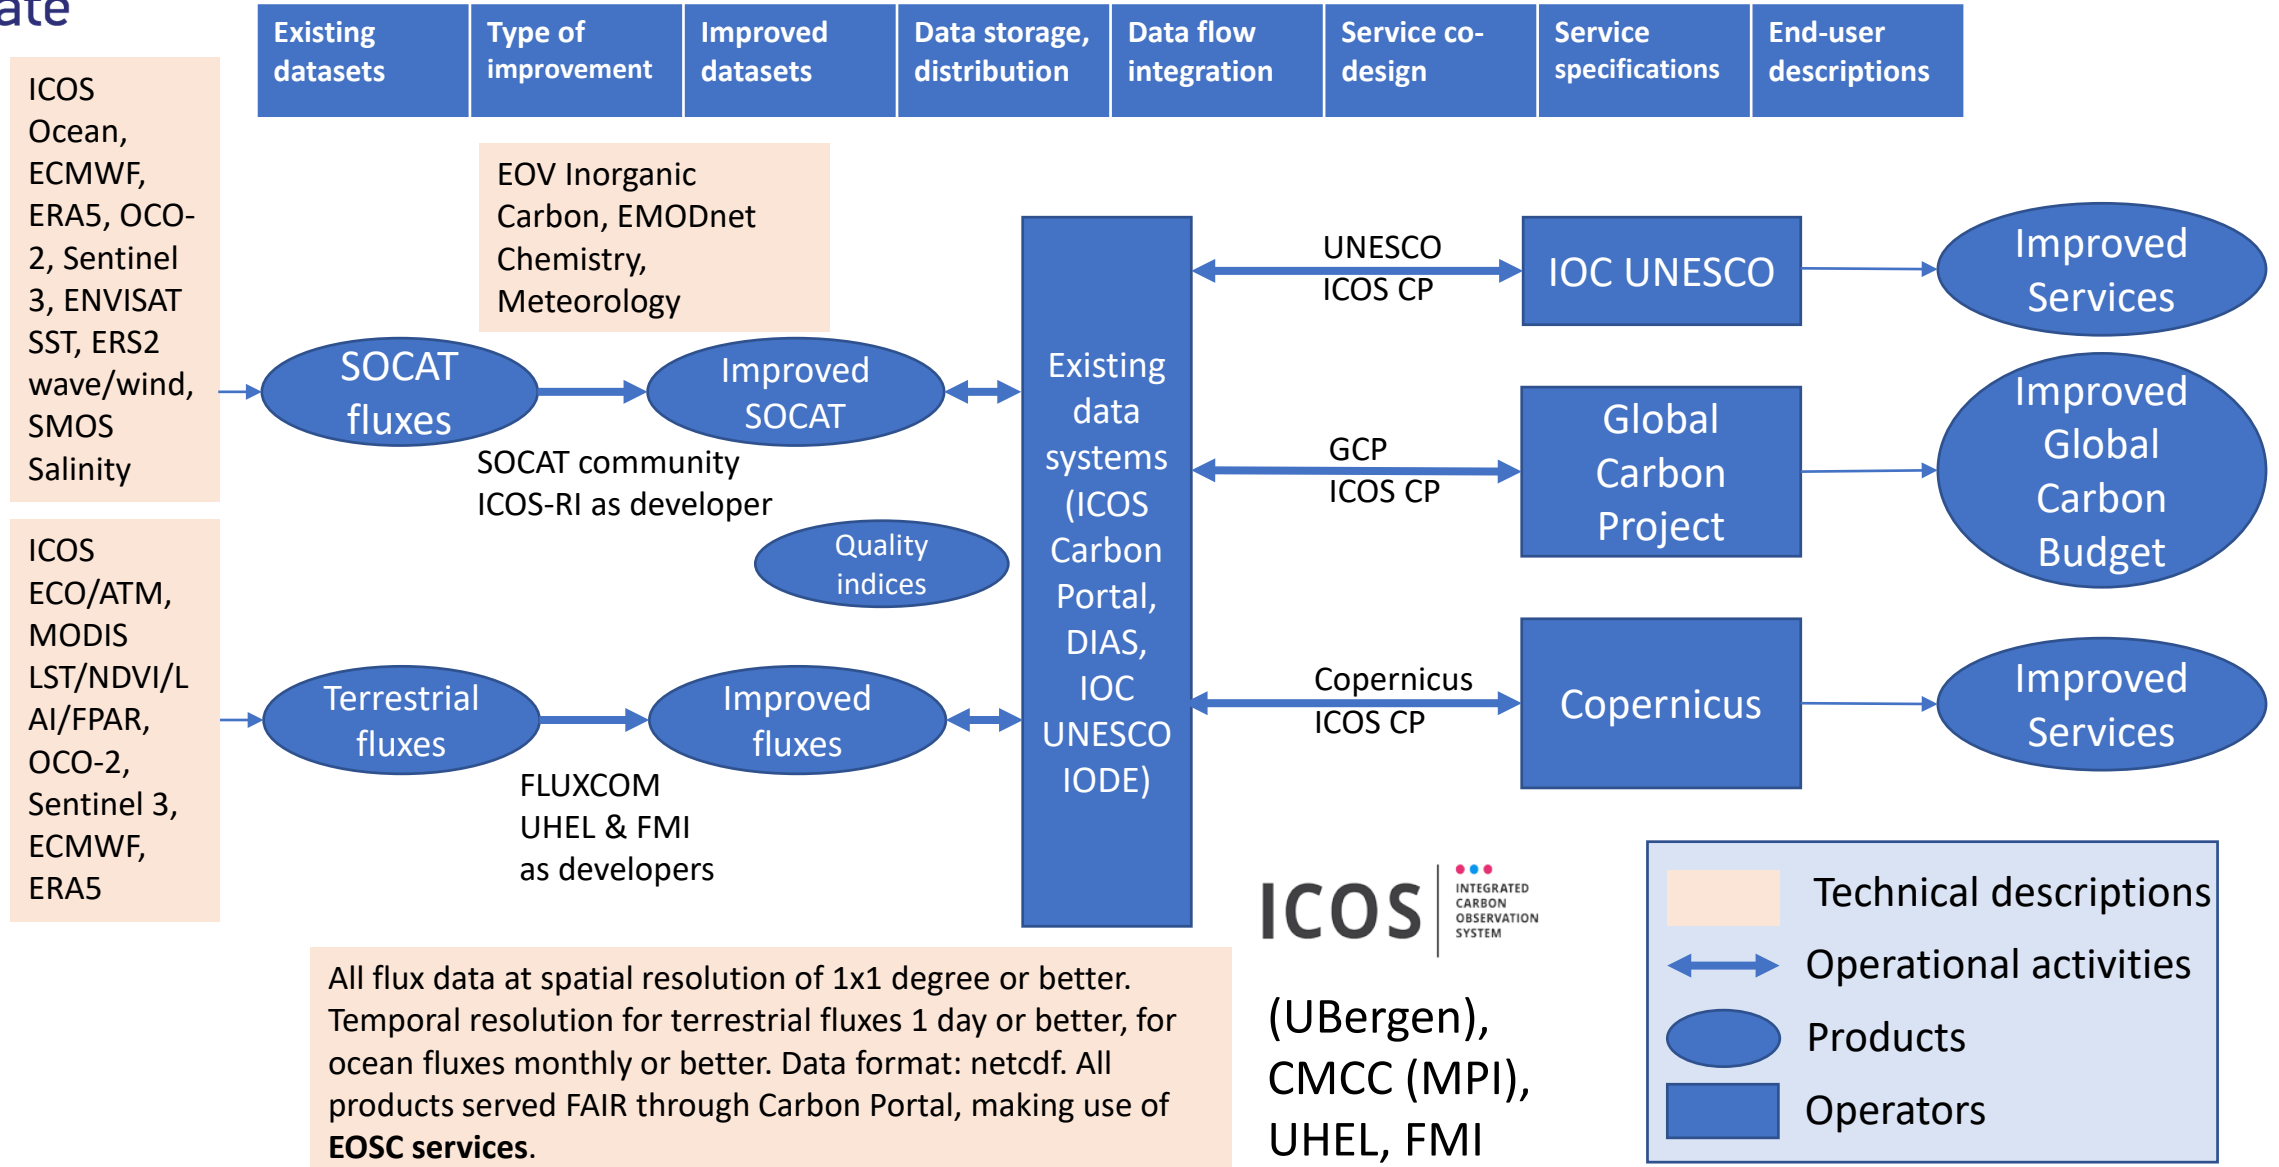 ate
Existing
datasets
Type of
improvement
Improved
datasets
Data storage,
distribution
Data flow
integration
Service co-
design
Service
specifications
End-user
descriptions
ICOS
Ocean,
ECMWF,
ERA5, OCO-
2, Sentinel
3, ENVISAT
SST, ERS2
wave/wind,
SMOS
Salinity
EOV Inorganic
Carbon, EMODnet
Chemistry,
Meteorology
SOCAT
fluxes
Improved
SOCAT
SOCAT community
ICOS-RI as developer
Quality
indices
ICOS
ECO/ATM,
MODIS
LST/NDVI/L
AI/FPAR,
OCO-2,
Sentinel 3,
ECMWF,
ERA5
Terrestrial
fluxes
Improved
fluxes
FLUXCOM
UHEL & FMI
as developers
Existing
data
systems
(ICOS
Carbon
Portal,
DIAS,
IOC
UNESCO
IODE)
UNESCO
ICOS CP
IOC UNESCO
Improved
Services
GCP
ICOS CP
Global
Carbon
Project
Improved
Global
Carbon
Budget
Copernicus
ICOS CP
Copernicus
Improved
Services
All flux data at spatial resolution of 1x1 degree or better.
Temporal resolution for terrestrial fluxes 1 day or better, for
ocean fluxes monthly or better. Data format: netcdf. All
products served FAIR through Carbon Portal, making use of
EOSC services.
ICOS
INTEGRATED
CARBON
OBSERVATION
SYSTEM
(UBergen),
CMCC (MPI),
UHEL, FMI
Technical descriptions
Operational activities
Products
Operators